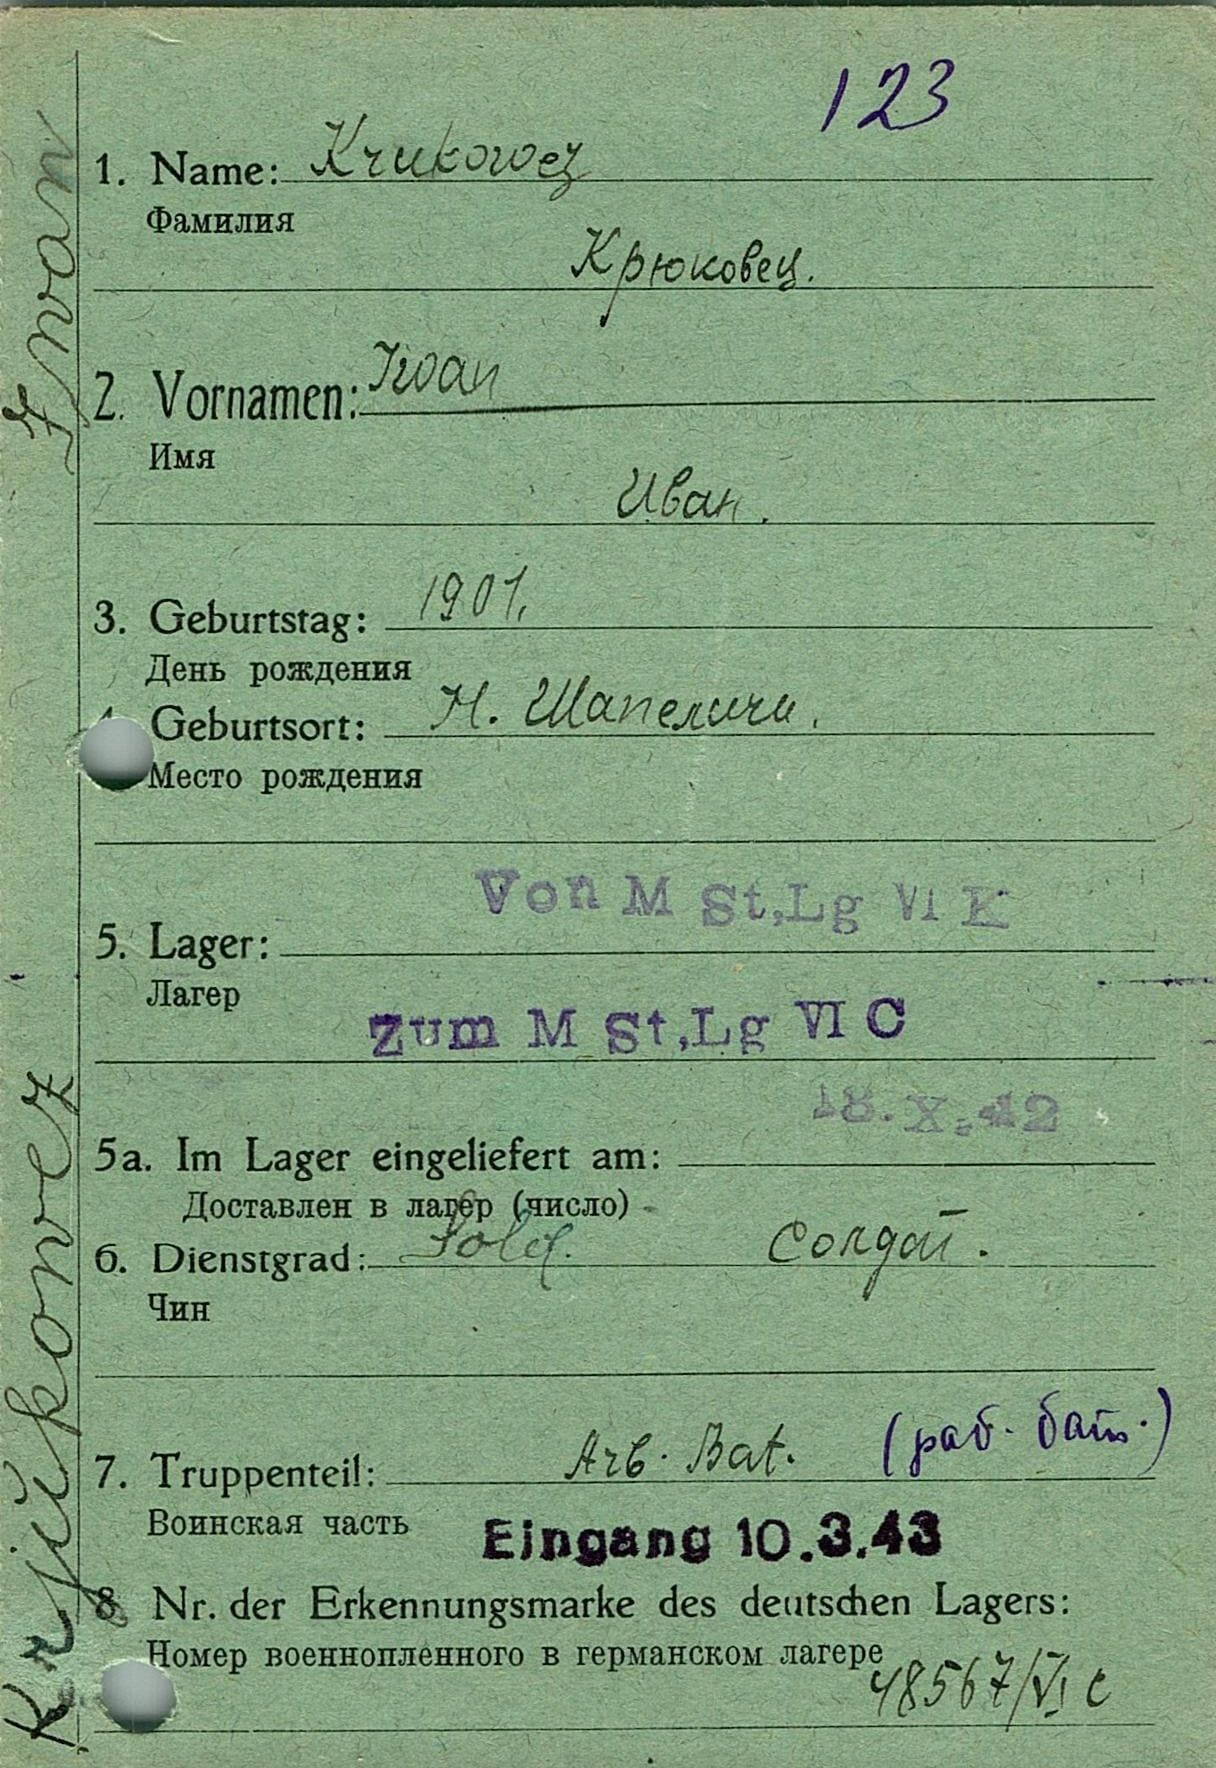 123
1. Name: Krukowez
Фамилия
Крюковец.
2. Vornamen: Iwan
Имя
Иван.
3. Geburtstag: 1901.
День рождения
Geburtsort: Н. Шапеличи.
Место рождения
Von M St,Lg VI K
5. Lager:
Лагер
Zum M St,Lg VI C
18.X.42
5a. Im Lager eingeliefert am:
Доставлен в лагер (число)
6. Dienstgrad: Sold. Солдат.
Чин
7. Truppenteil: Arb. Bat. (раб. бат.)
Воинская часть
Eingang 10.3.43
8 Nr. der Erkennungsmarke des deutschen Lagers:
Номер военнопленного в германском лагере
48567/VI C
Krjukowez Iwan